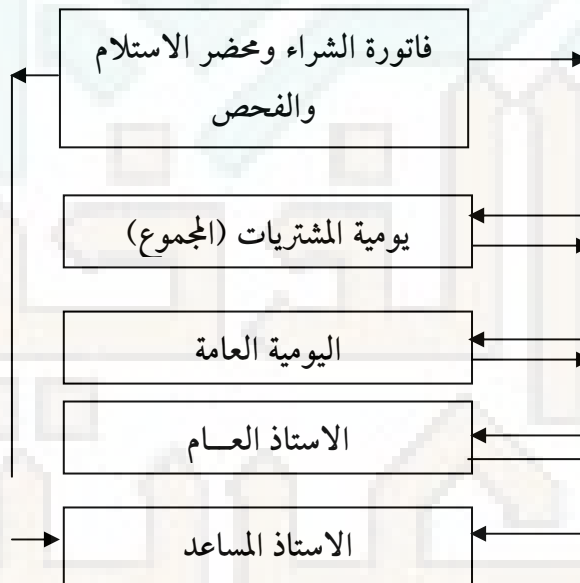 فاتورة الشراء ومحضر الاستلام
والفحص
يومية المشتريات (المجموع)
اليومية العامة
الاستاذ العـــام
الاستاذ المساعد